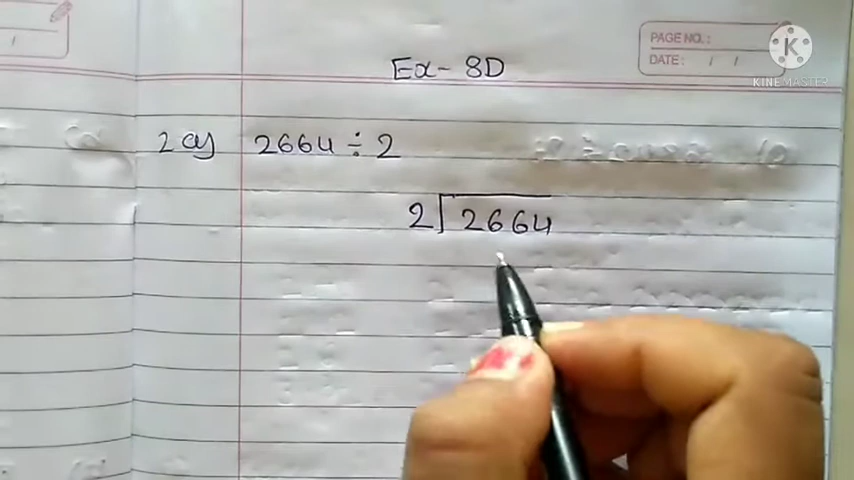 PAGE NO.:
DATE: / /
K
KINEMASTER
Ex- 8D
2 a) 2664 ÷ 2
2 2664